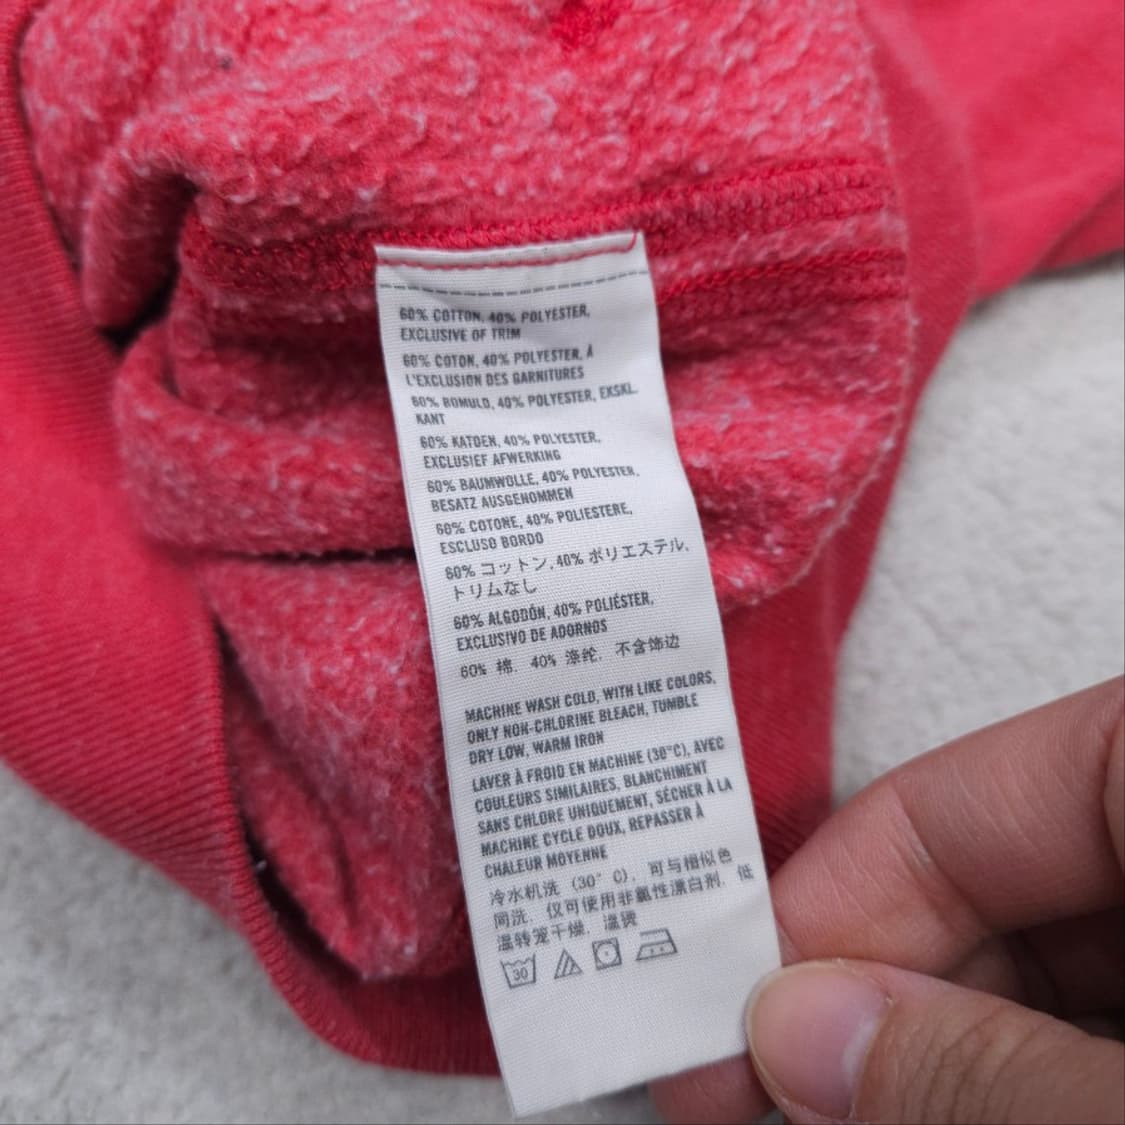 60% COTTON, 40% POLYESTER,
EXCLUSIVE OF TRIM
60% COTON, 40% POLYESTER, À
L'EXCLUSION DES GARNITURES
60% BOMULD, 40% POLYESTER, EKSKL.
KANT
60% KATOEN, 40% POLYESTER,
EXCLUSIEF AFWERKING
60% BAUMWOLLE, 40% POLYESTER,
BESATZ AUSGENOMMEN
60% COTONE, 40% POLIESTERE,
ESCLUSO BORDO
60% コットン, 40% ポリエステル,
トリムなし
60% ALGODÓN, 40% POLIÉSTER,
EXCLUSIVO DE ADORNOS
60% 棉, 40% 涤纶, 不含饰边
MACHINE WASH COLD, WITH LIKE COLORS,
ONLY NON-CHLORINE BLEACH, TUMBLE
DRY LOW, WARM IRON
LAVER À FROID EN MACHINE (30°C), AVEC
COULEURS SIMILAIRES, BLANCHIMENT
SANS CHLORE UNIQUEMENT, SÉCHER À LA
MACHINE CYCLE DOUX, REPASSER À
CHALEUR MOYENNE
冷水机洗 (30° C), 可与相似色
同洗, 仅可使用非氯性漂白剂, 低
温转笼干燥, 温烫
30